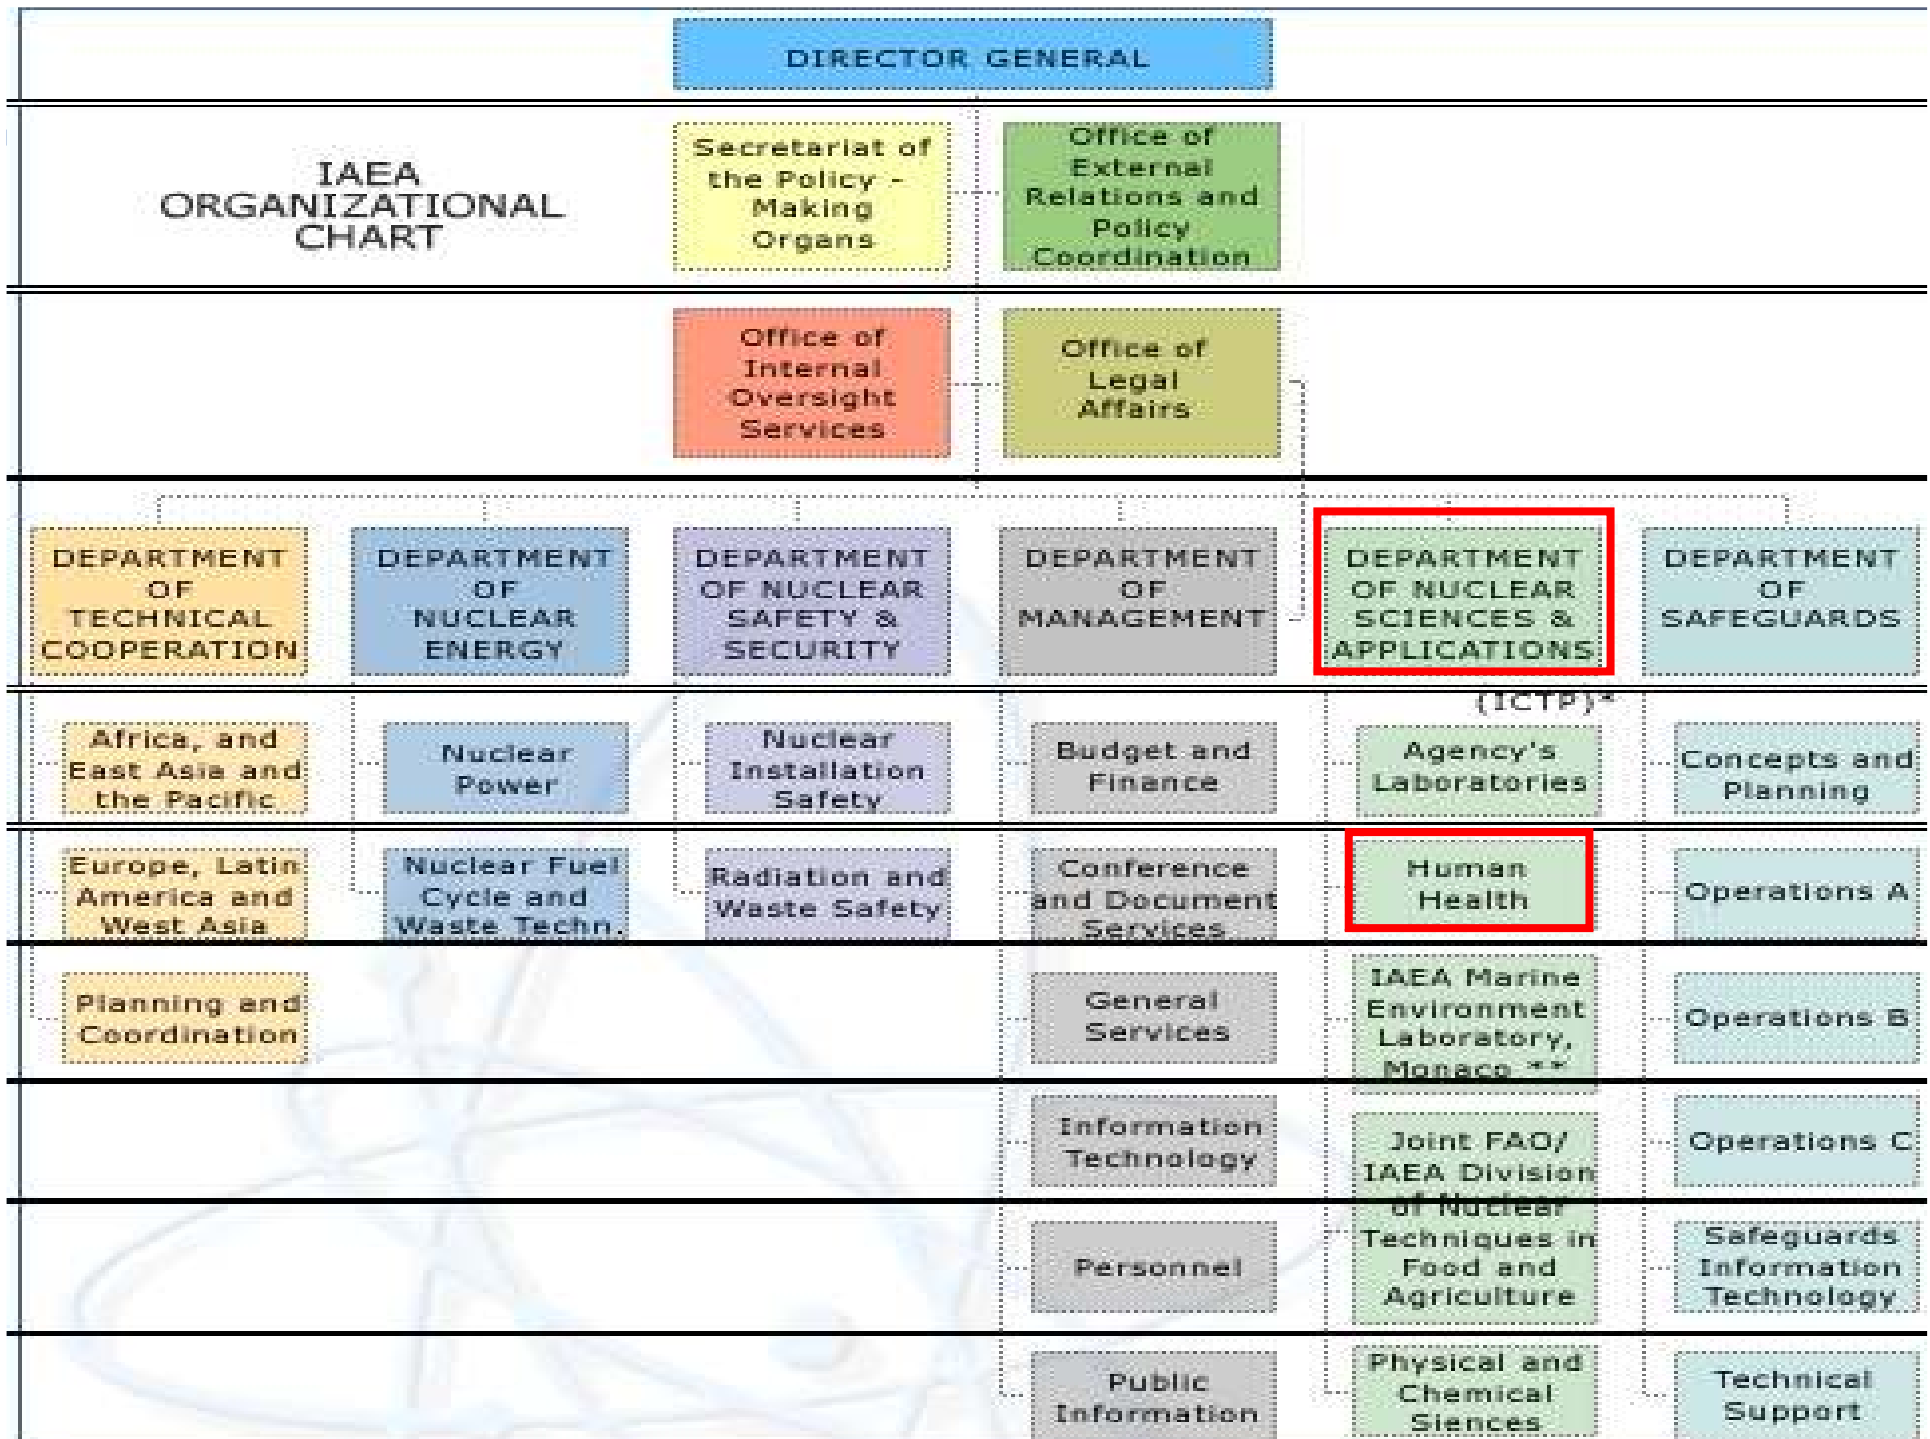 DIRECTOR GENERAL
IAEA
ORGANIZATIONAL
CHART
Secretariat of
the Policy -
Making
Organs
Office of
External
Relations and
Policy
Coordination
Office of
Internal
Oversight
Services
Office of
Legal
Affairs
DEPARTMENT
OF
TECHNICAL
COOPERATION
DEPARTMENT
OF
NUCLEAR
ENERGY
DEPARTMENT
OF NUCLEAR
SAFETY &
SECURITY
DEPARTMENT
OF
MANAGEMENT
DEPARTMENT
OF NUCLEAR
SCIENCES &
APPLICATIONS
DEPARTMENT
OF
SAFEGUARDS
(ICTP)*
Africa, and
East Asia and
the Pacific
Nuclear
Power
Nuclear
Installation
Safety
Budget and
Finance
Agency's
Laboratories
Concepts and
Planning
Europe, Latin
America and
West Asia
Nuclear Fuel
Cycle and
Waste Techn.
Radiation and
Waste Safety
Conference
and Document
Services
Human
Health
Operations A
Planning and
Coordination
General
Services
IAEA Marine
Environment
Laboratory,
Monaco **
Operations B
Information
Technology
Joint FAO/
IAEA Division
of Nuclear
Techniques in
Food and
Agriculture
Operations C
Personnel
Safeguards
Information
Technology
Public
Information
Physical and
Chemical
Siences
Technical
Support